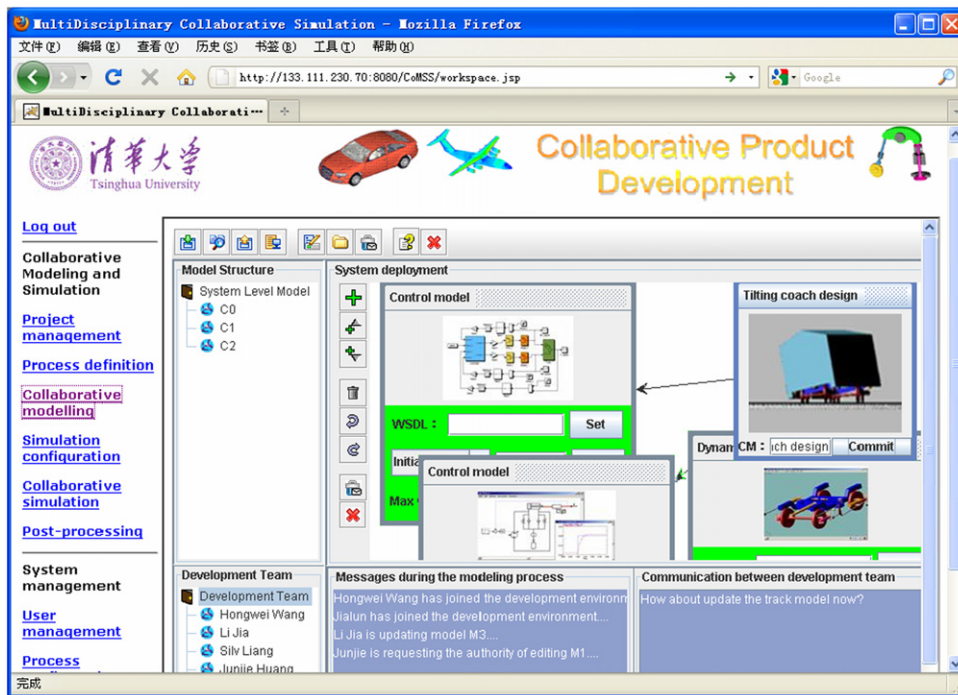 MultiDisciplinary Collaborative Simulation - Mozilla Firefox
文件(F) 编辑(E) 查看(V) 历史(S) 书签(B) 工具(T) 帮助(H)
http://133.111.230.70:8080/CoMSS/workspace.jsp
Google
MultiDisciplinary Collaborati...
清华大学
Tsinghua University
Collaborative Product
Development
Log out
Collaborative
Modeling and
Simulation
Project
management
Process definition
Collaborative
modelling
Simulation
configuration
Collaborative
simulation
Post-processing
System
management
User
management
Process
Model Structure
System Level Model
C0
C1
C2
System deployment
Control model
WSDL：
Set
Initia
Max
Control model
Tilting coach design
CM：
ich design
Commit
Dynam
Development Team
Development Team
Hongwei Wang
Li Jia
Silv Liang
Junjie Huang
Messages during the modeling process
Hongwei Wang has joined the development environm
Jialun has joined the development environment....
Li Jia is updating model M3....
Junjie is requesting the authority of editing M1....
Communication between development team
How about update the track model now?
完成